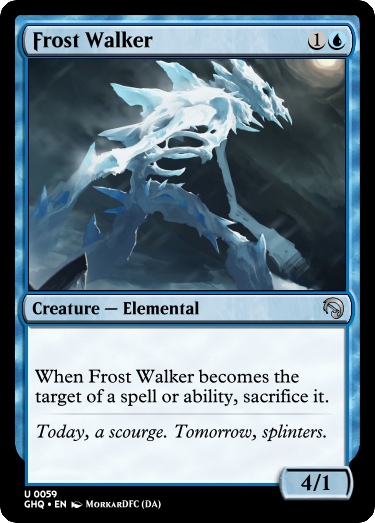 Frost Walker 1
Creature — Elemental
When Frost Walker becomes the
target of a spell or ability, sacrifice it.
Today, a scourge. Tomorrow, splinters.
4/1
U 0059
GHQ • EN MorkarDFC (DA)